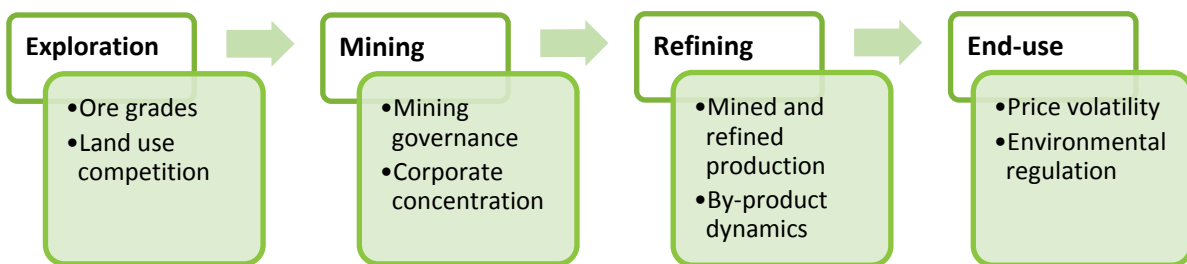 Exploration
•Ore grades
•Land use
competition
Mining
•Mining
governance
•Corporate
concentration
Refining
•Mined and
refined
production
•By-product
dynamics
End-use
•Price volatility
•Environmental
regulation